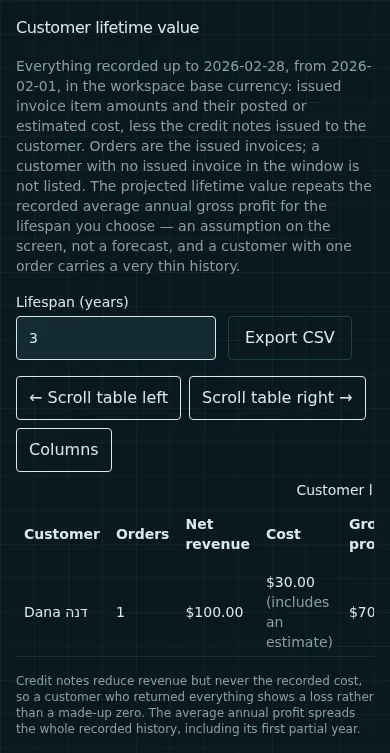 Customer lifetime value
Everything recorded up to 2026-02-28, from 2026-
02-01, in the workspace base currency: issued
invoice item amounts and their posted or
estimated cost, less the credit notes issued to the
customer. Orders are the issued invoices; a
customer with no issued invoice in the window is
not listed. The projected lifetime value repeats the
recorded average annual gross profit for the
lifespan you choose — an assumption on the
screen, not a forecast, and a customer with one
order carries a very thin history.
Lifespan (years)
3 Export CSV
← Scroll table left Scroll table right →
Columns
Customer l
Customer Orders Net revenue Cost Gro pro
Dana דנה 1 $100.00 $30.00 (includes an estimate) $70
Credit notes reduce revenue but never the recorded cost,
so a customer who returned everything shows a loss rather
than a made-up zero. The average annual profit spreads
the whole recorded history, including its first partial year.